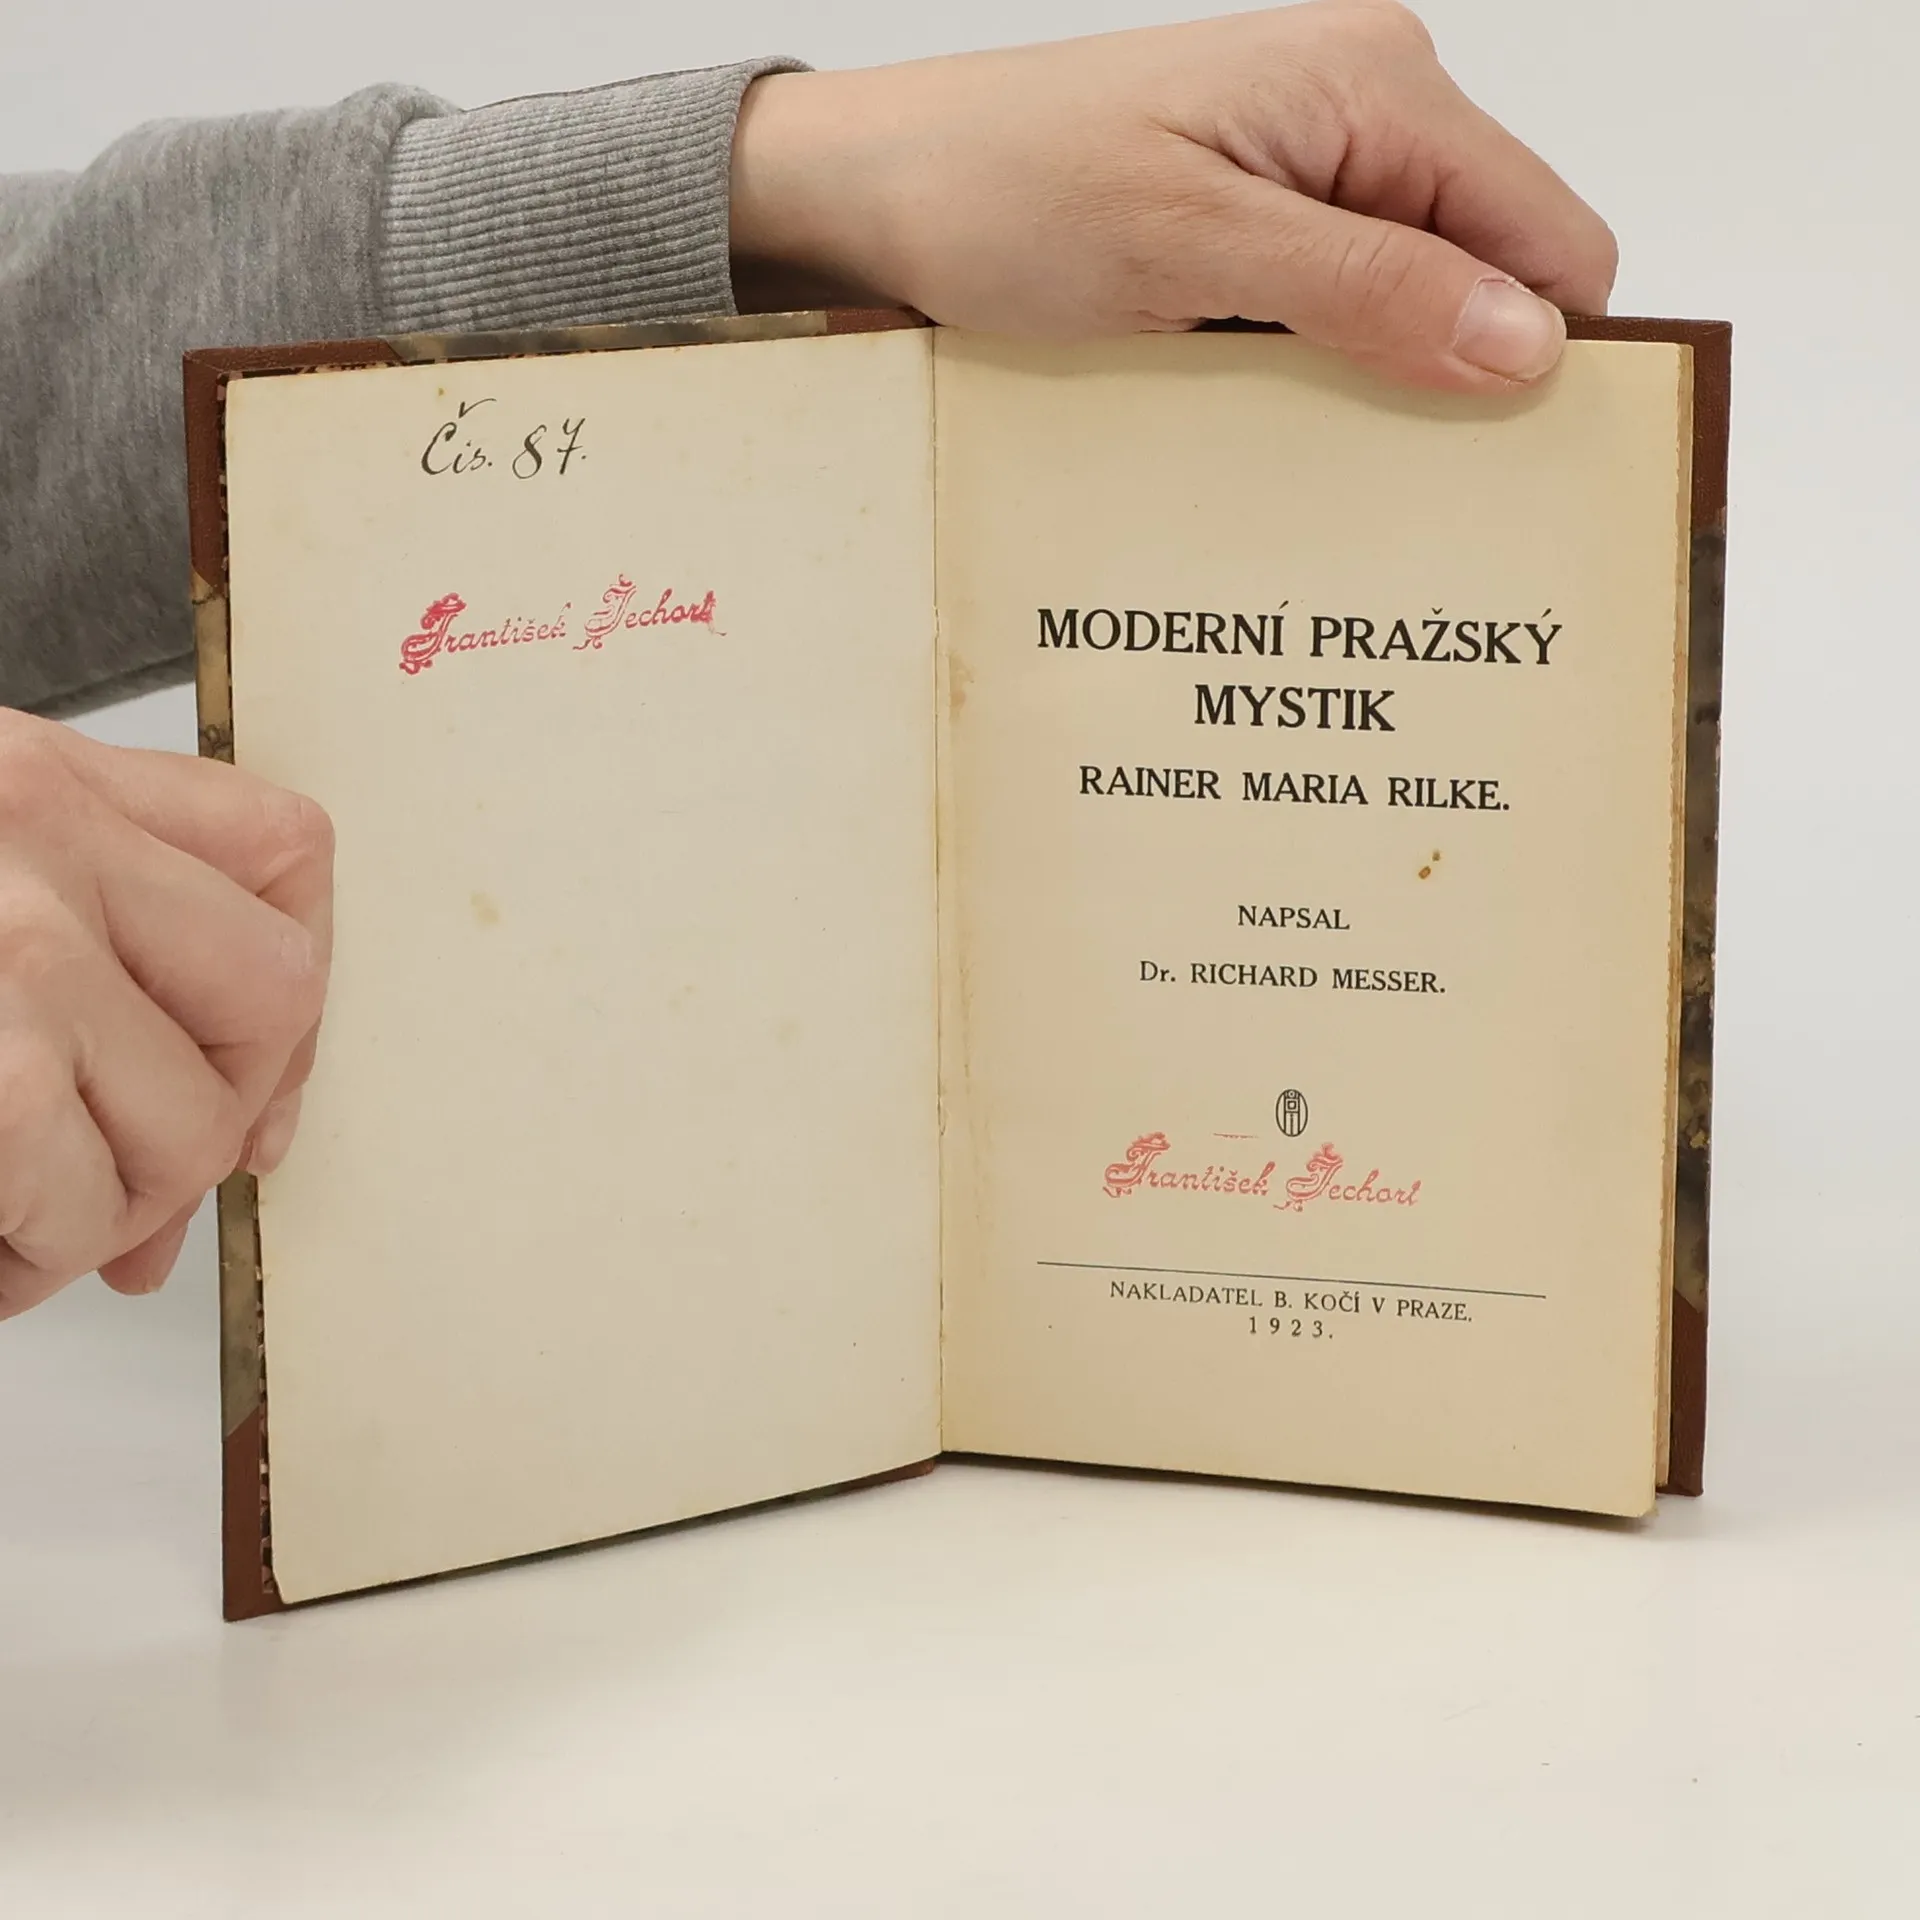 Čís. 87.
František Jechort
MODERNÍ PRAŽSKÝ
MYSTIK
RAINER MARIA RILKE.
NAPSAL
Dr. RICHARD MESSER.
František Jechort
NAKLADATEL B. KOČÍ V PRAZE.
1923.